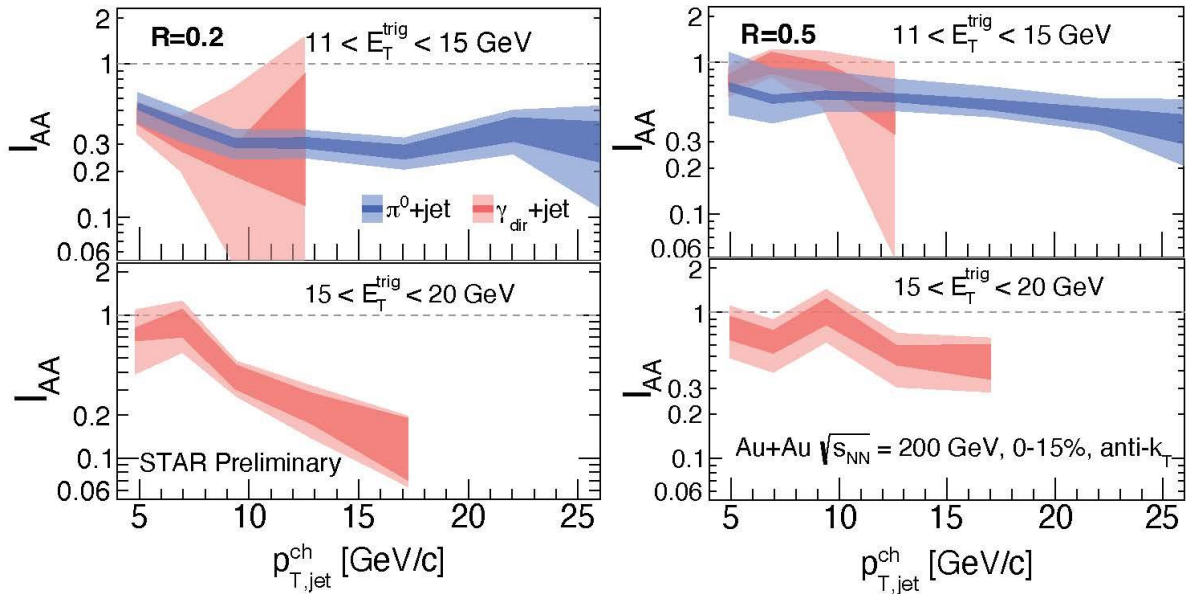 2
R=0.2
11 < E_T^trig < 15 GeV
1
I_AA
0.3
0.2
π⁰+jet
γ_dir+jet
0.1
0.06
2
15 < E_T^trig < 20 GeV
1
I_AA
0.2
STAR Preliminary
0.1
0.06
5 10 15 20 25
p_T,jet^ch [GeV/c]
2
R=0.5
11 < E_T^trig < 15 GeV
1
I_AA
0.3
0.2
0.1
0.06
2
15 < E_T^trig < 20 GeV
1
I_AA
0.3
0.2
Au+Au √s_NN = 200 GeV, 0-15%, anti-k_T
0.1
0.06
5 10 15 20 25
p_T,jet^ch [GeV/c]